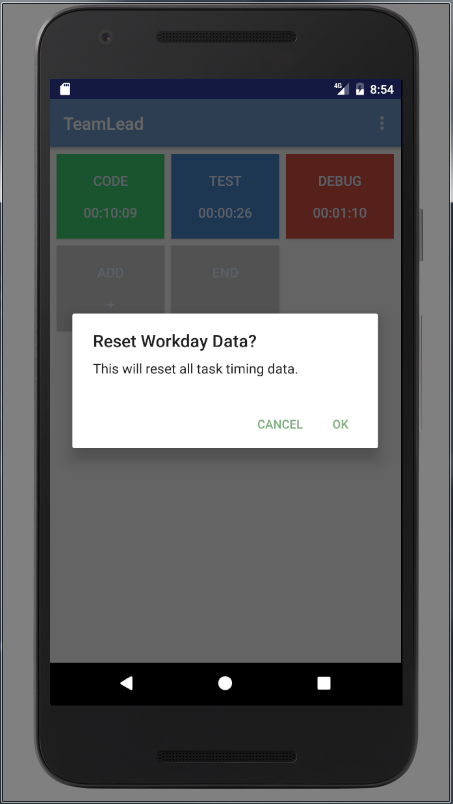 4G 8:54
TeamLead
CODE TEST DEBUG
00:10:09 00:00:26 00:01:10
ADD END
+
Reset Workday Data?
This will reset all task timing data.
CANCEL OK